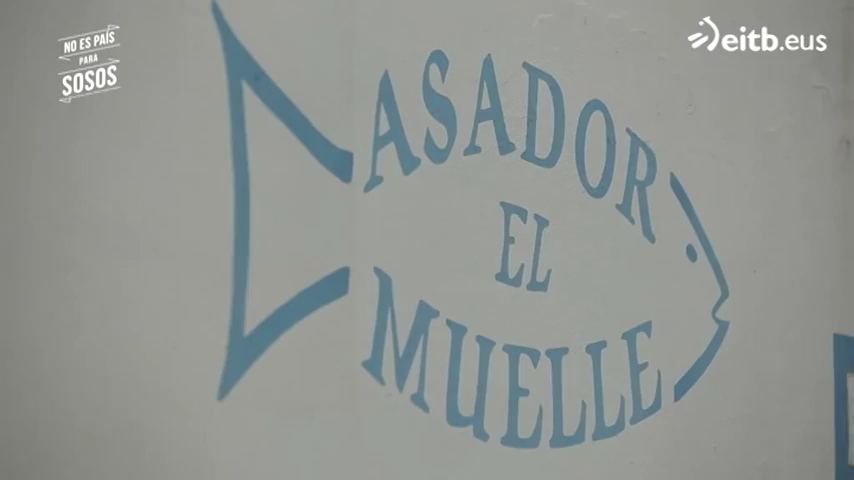 NO ES PAÍS
PARA
SOSOS
eitb.eus
ASADOR
EL
MUELLE